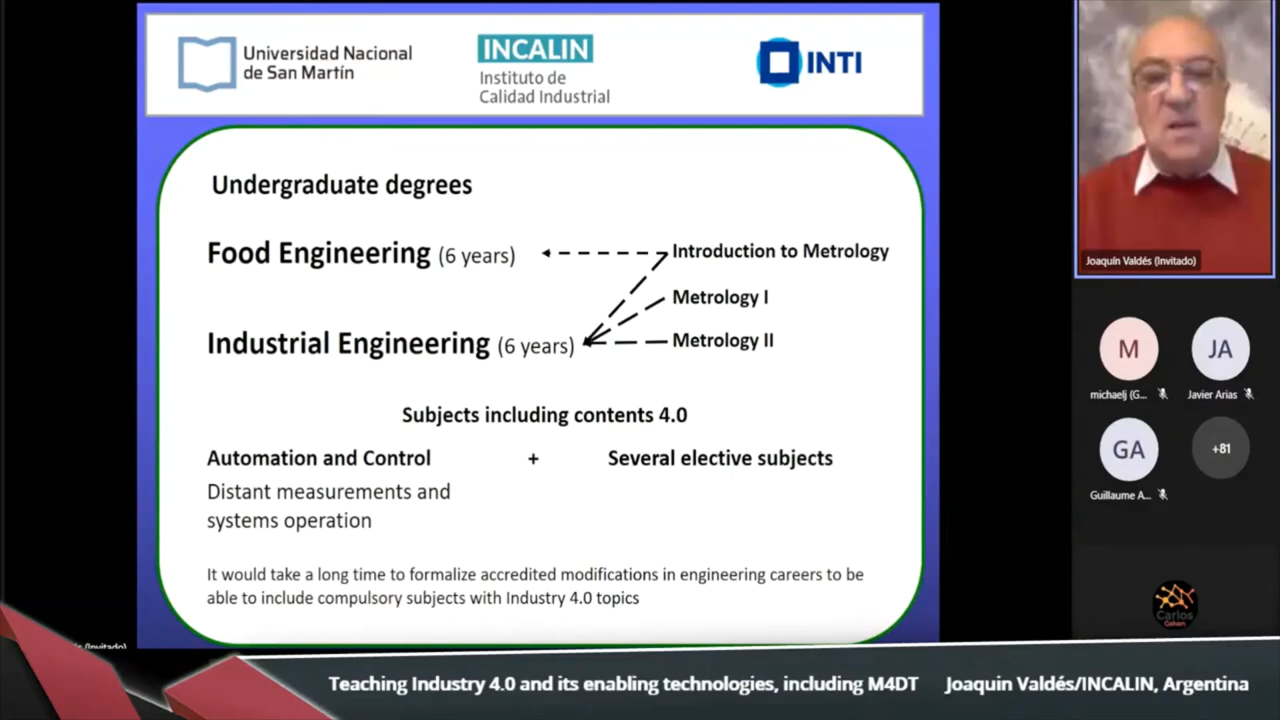 Universidad Nacional
de San Martín
INCALIN
Instituto de
Calidad Industrial
INTI
Undergraduate degrees
Food Engineering (6 years)
Introduction to Metrology
Metrology I
Industrial Engineering (6 years)
Metrology II
Subjects including contents 4.0
Automation and Control + Several elective subjects
Distant measurements and
systems operation
It would take a long time to formalize accredited modifications in engineering careers to be
able to include compulsory subjects with Industry 4.0 topics
Joaquín Valdés (Invitado)
M
JA
michaelj (G...
Javier Arias
GA
+81
Guillaume A...
Carlos
(Invitado)
Teaching Industry 4.0 and its enabling technologies, including M4DT
Joaquin Valdés/INCALIN, Argentina